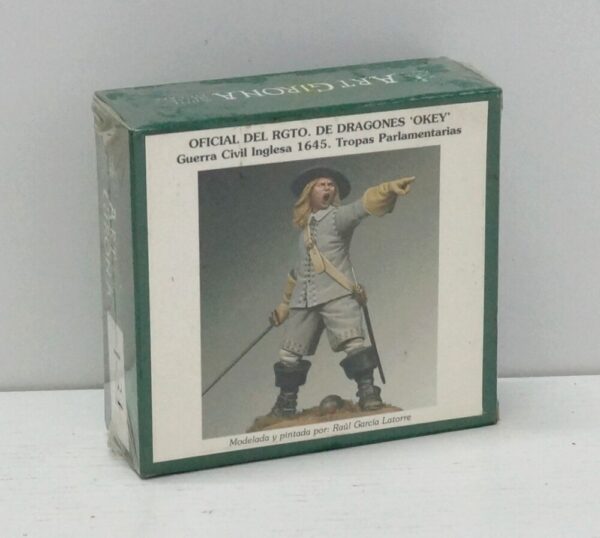 ART GIRONA
OFICIAL DEL RGTO. DE DRAGONES 'OKEY'
Guerra Civil Inglesa 1645. Tropas Parlamentarias
Modelada y pintada por: Raúl García Latorre